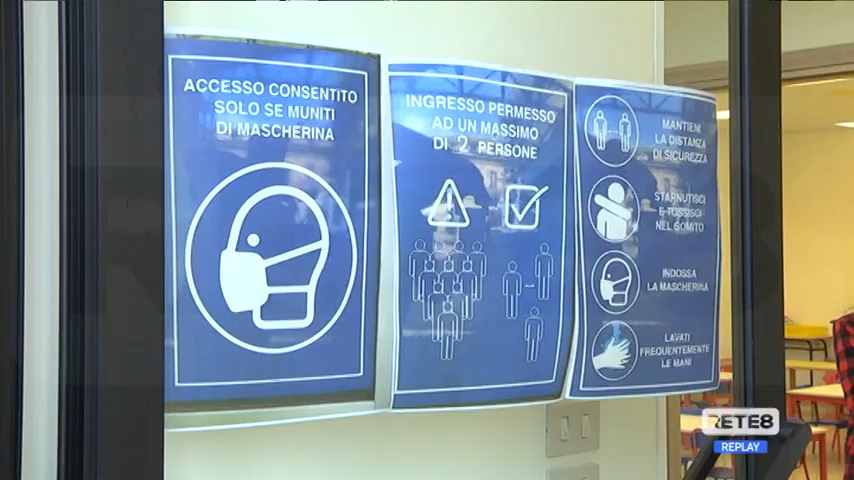 ACCESSO CONSENTITO
SOLO SE MUNITI
DI MASCHERINA
INGRESSO PERMESSO
AD UN MASSIMO
DI 2 PERSONE
MANTIENI
LA DISTANZA
DI SICUREZZA
STARNUTISCI
E TOSSISCI
NEL GOMITO
INDOSSA
LA MASCHERINA
LAVATI
FREQUENTEMENTE
LE MANI
RETE8
REPLAY